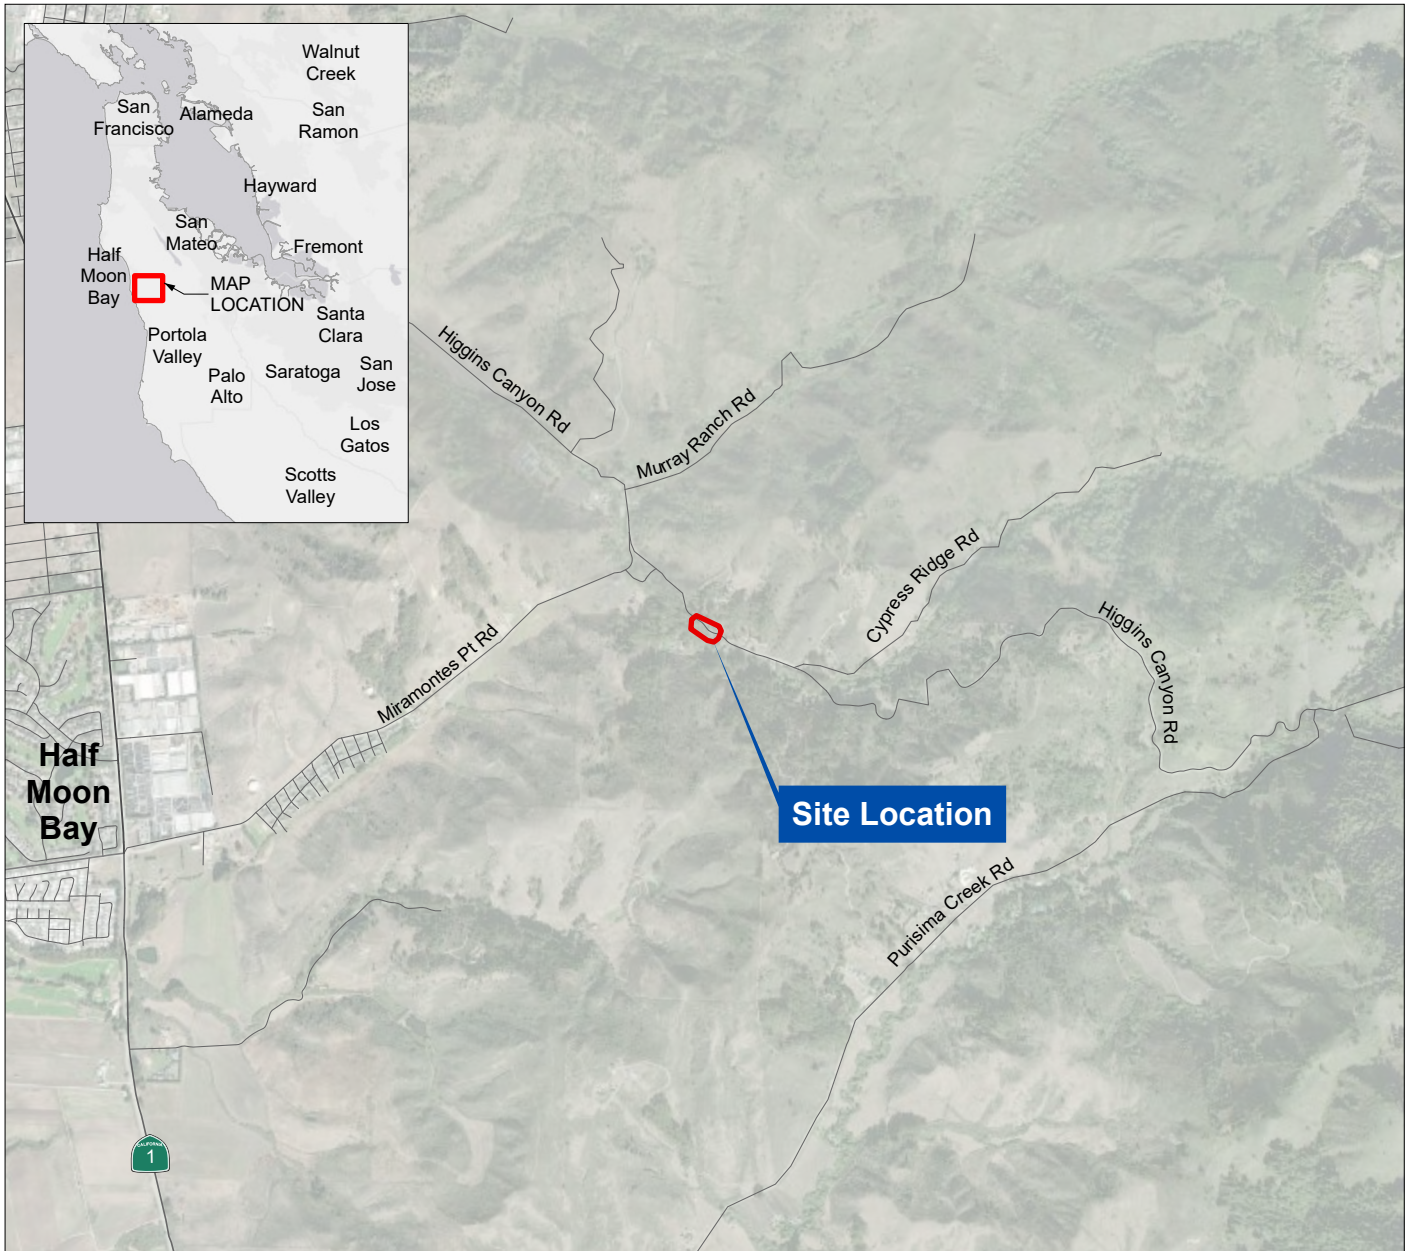 Walnut
Creek
San
Francisco
Alameda
San
Ramon
Hayward
San
Mateo
Fremont
Half
Moon
Bay
MAP
LOCATION
Santa
Clara
Portola
Valley
Palo
Alto
Saratoga
San
Jose
Los
Gatos
Scotts
Valley
Higgins Canyon Rd
Murray Ranch Rd
Cypress Ridge Rd
Miramontes Pt Rd
Higgins Canyon Rd
Half
Moon
Bay
Site Location
Purisima Creek Rd
CALIFORNIA
1